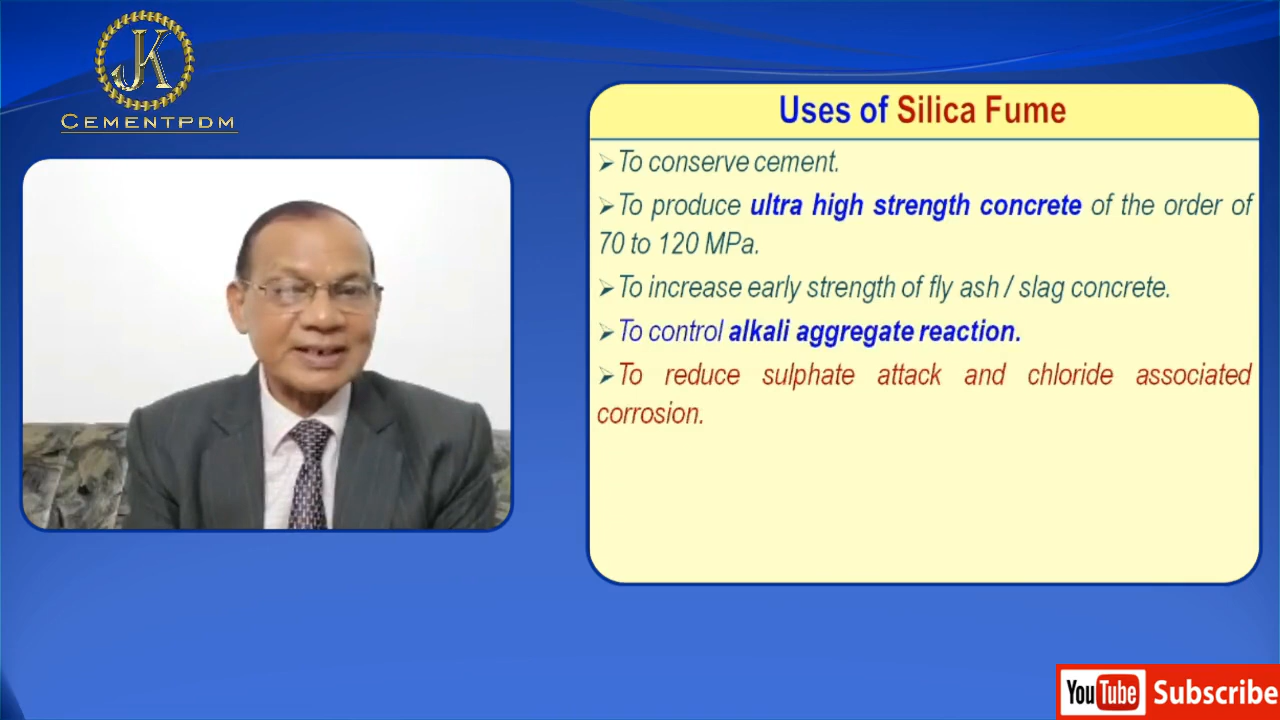 JK
CEMENTPDM
Uses of Silica Fume
➢To conserve cement.
➢To produce ultra high strength concrete of the order of
70 to 120 MPa.
➢To increase early strength of fly ash / slag concrete.
➢To control alkali aggregate reaction.
➢To reduce sulphate attack and chloride associated
corrosion.
YouTube Subscribe